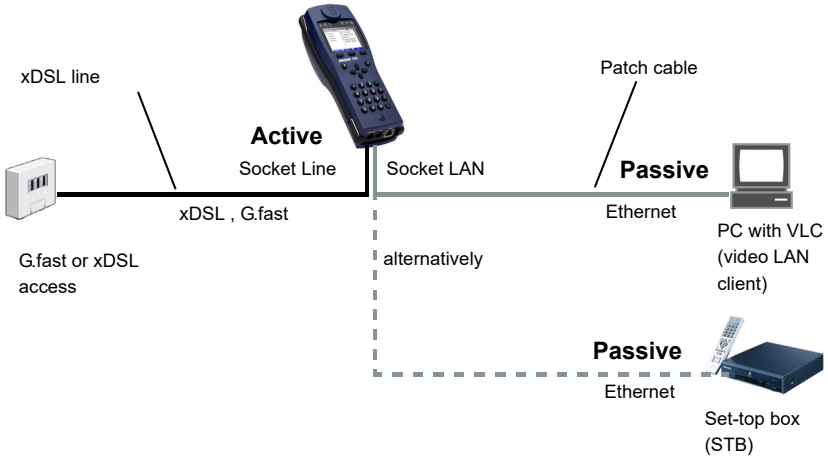 xDSL line
Patch cable
Active
Socket Line
Socket LAN
Passive
xDSL , G.fast
Ethernet
PC with VLC
(video LAN
client)
G.fast or xDSL
access
alternatively
Passive
Ethernet
Set-top box
(STB)